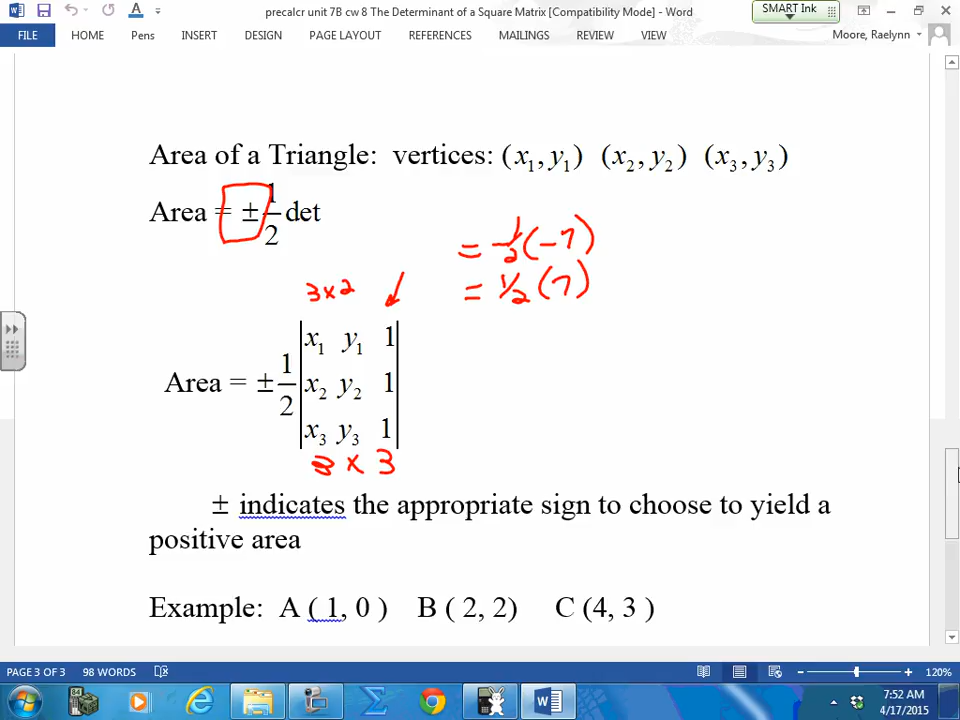 precalcr unit 7B cw 8 The Determinant of a Square Matrix [Compatibility Mode] - Word
SMART Ink
FILE HOME Pens INSERT DESIGN PAGE LAYOUT REFERENCES MAILINGS REVIEW VIEW
Moore, Raelynn
Area of a Triangle: vertices: (x₁, y₁) (x₂, y₂) (x₃, y₃)
Area = ± 1/2 det
= 1/2 (-7)
= 1/2 (7)
3x2
Area = ± 1/2 | x₁ y₁ 1
x₂ y₂ 1
x₃ y₃ 1 |
3 x 3
± indicates the appropriate sign to choose to yield a
positive area
Example: A ( 1, 0 ) B ( 2, 2) C (4, 3 )
PAGE 3 OF 3 98 WORDS 120%
7:52 AM
4/17/2015